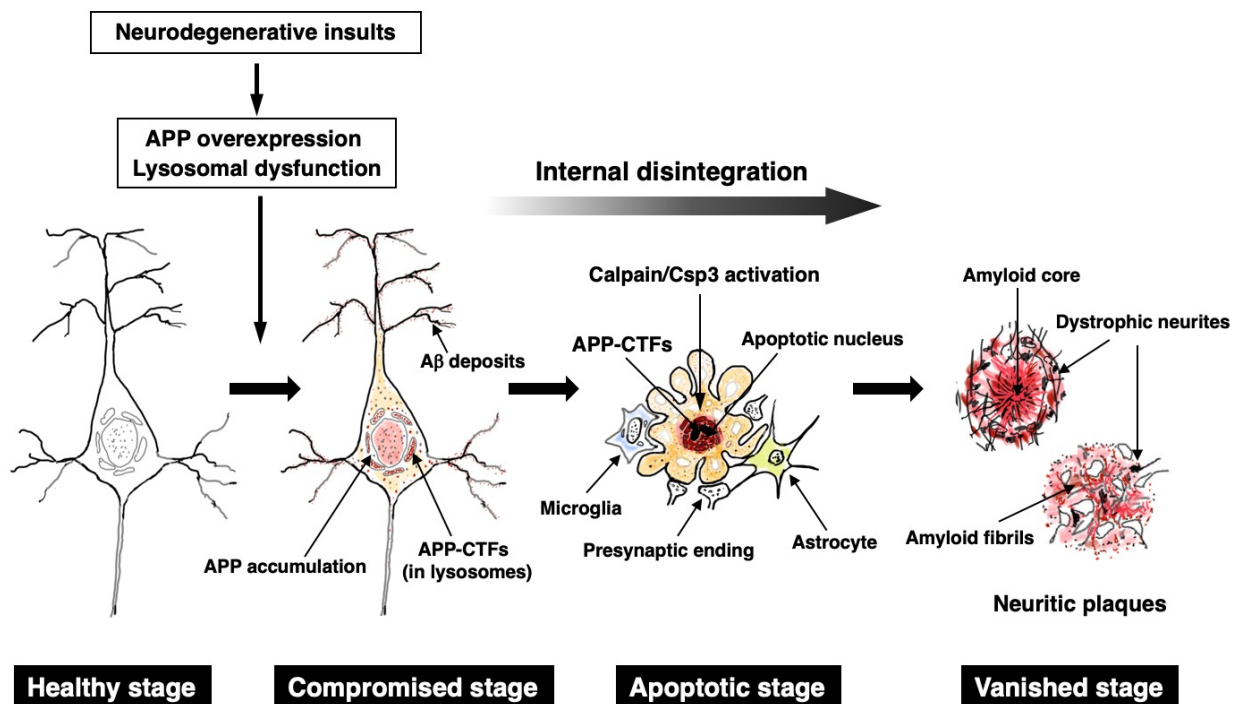 Neurodegenerative insults
APP overexpression
Lysosomal dysfunction
Internal disintegration
Calpain/Csp3 activation
Amyloid core
Dystrophic neurites
APP-CTFs
Apoptotic nucleus
Aβ deposits
Microglia
Presynaptic ending
Astrocyte
Amyloid fibrils
APP accumulation
APP-CTFs
(in lysosomes)
Neuritic plaques
Healthy stage
Compromised stage
Apoptotic stage
Vanished stage